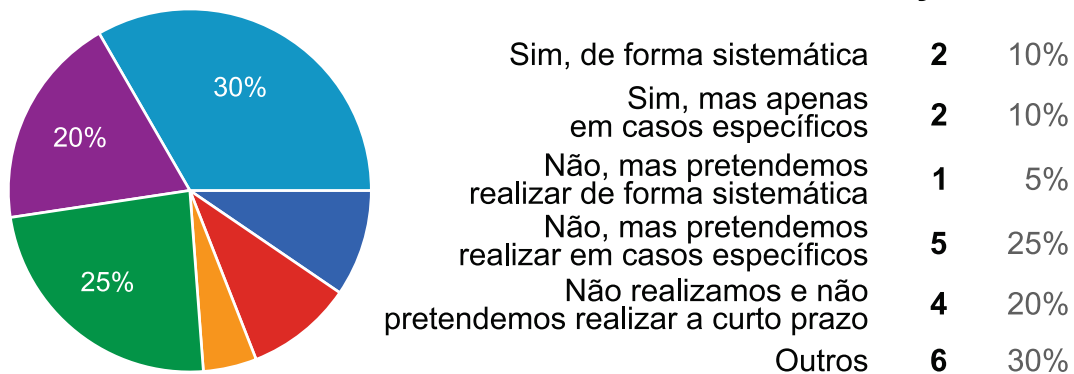 30%
20%
25%
Sim, de forma sistemática 2 10%
Sim, mas apenas
em casos específicos 2 10%
Não, mas pretendemos
realizar de forma sistemática 1 5%
Não, mas pretendemos
realizar em casos específicos 5 25%
Não realizamos e não
pretendemos realizar a curto prazo 4 20%
Outros 6 30%